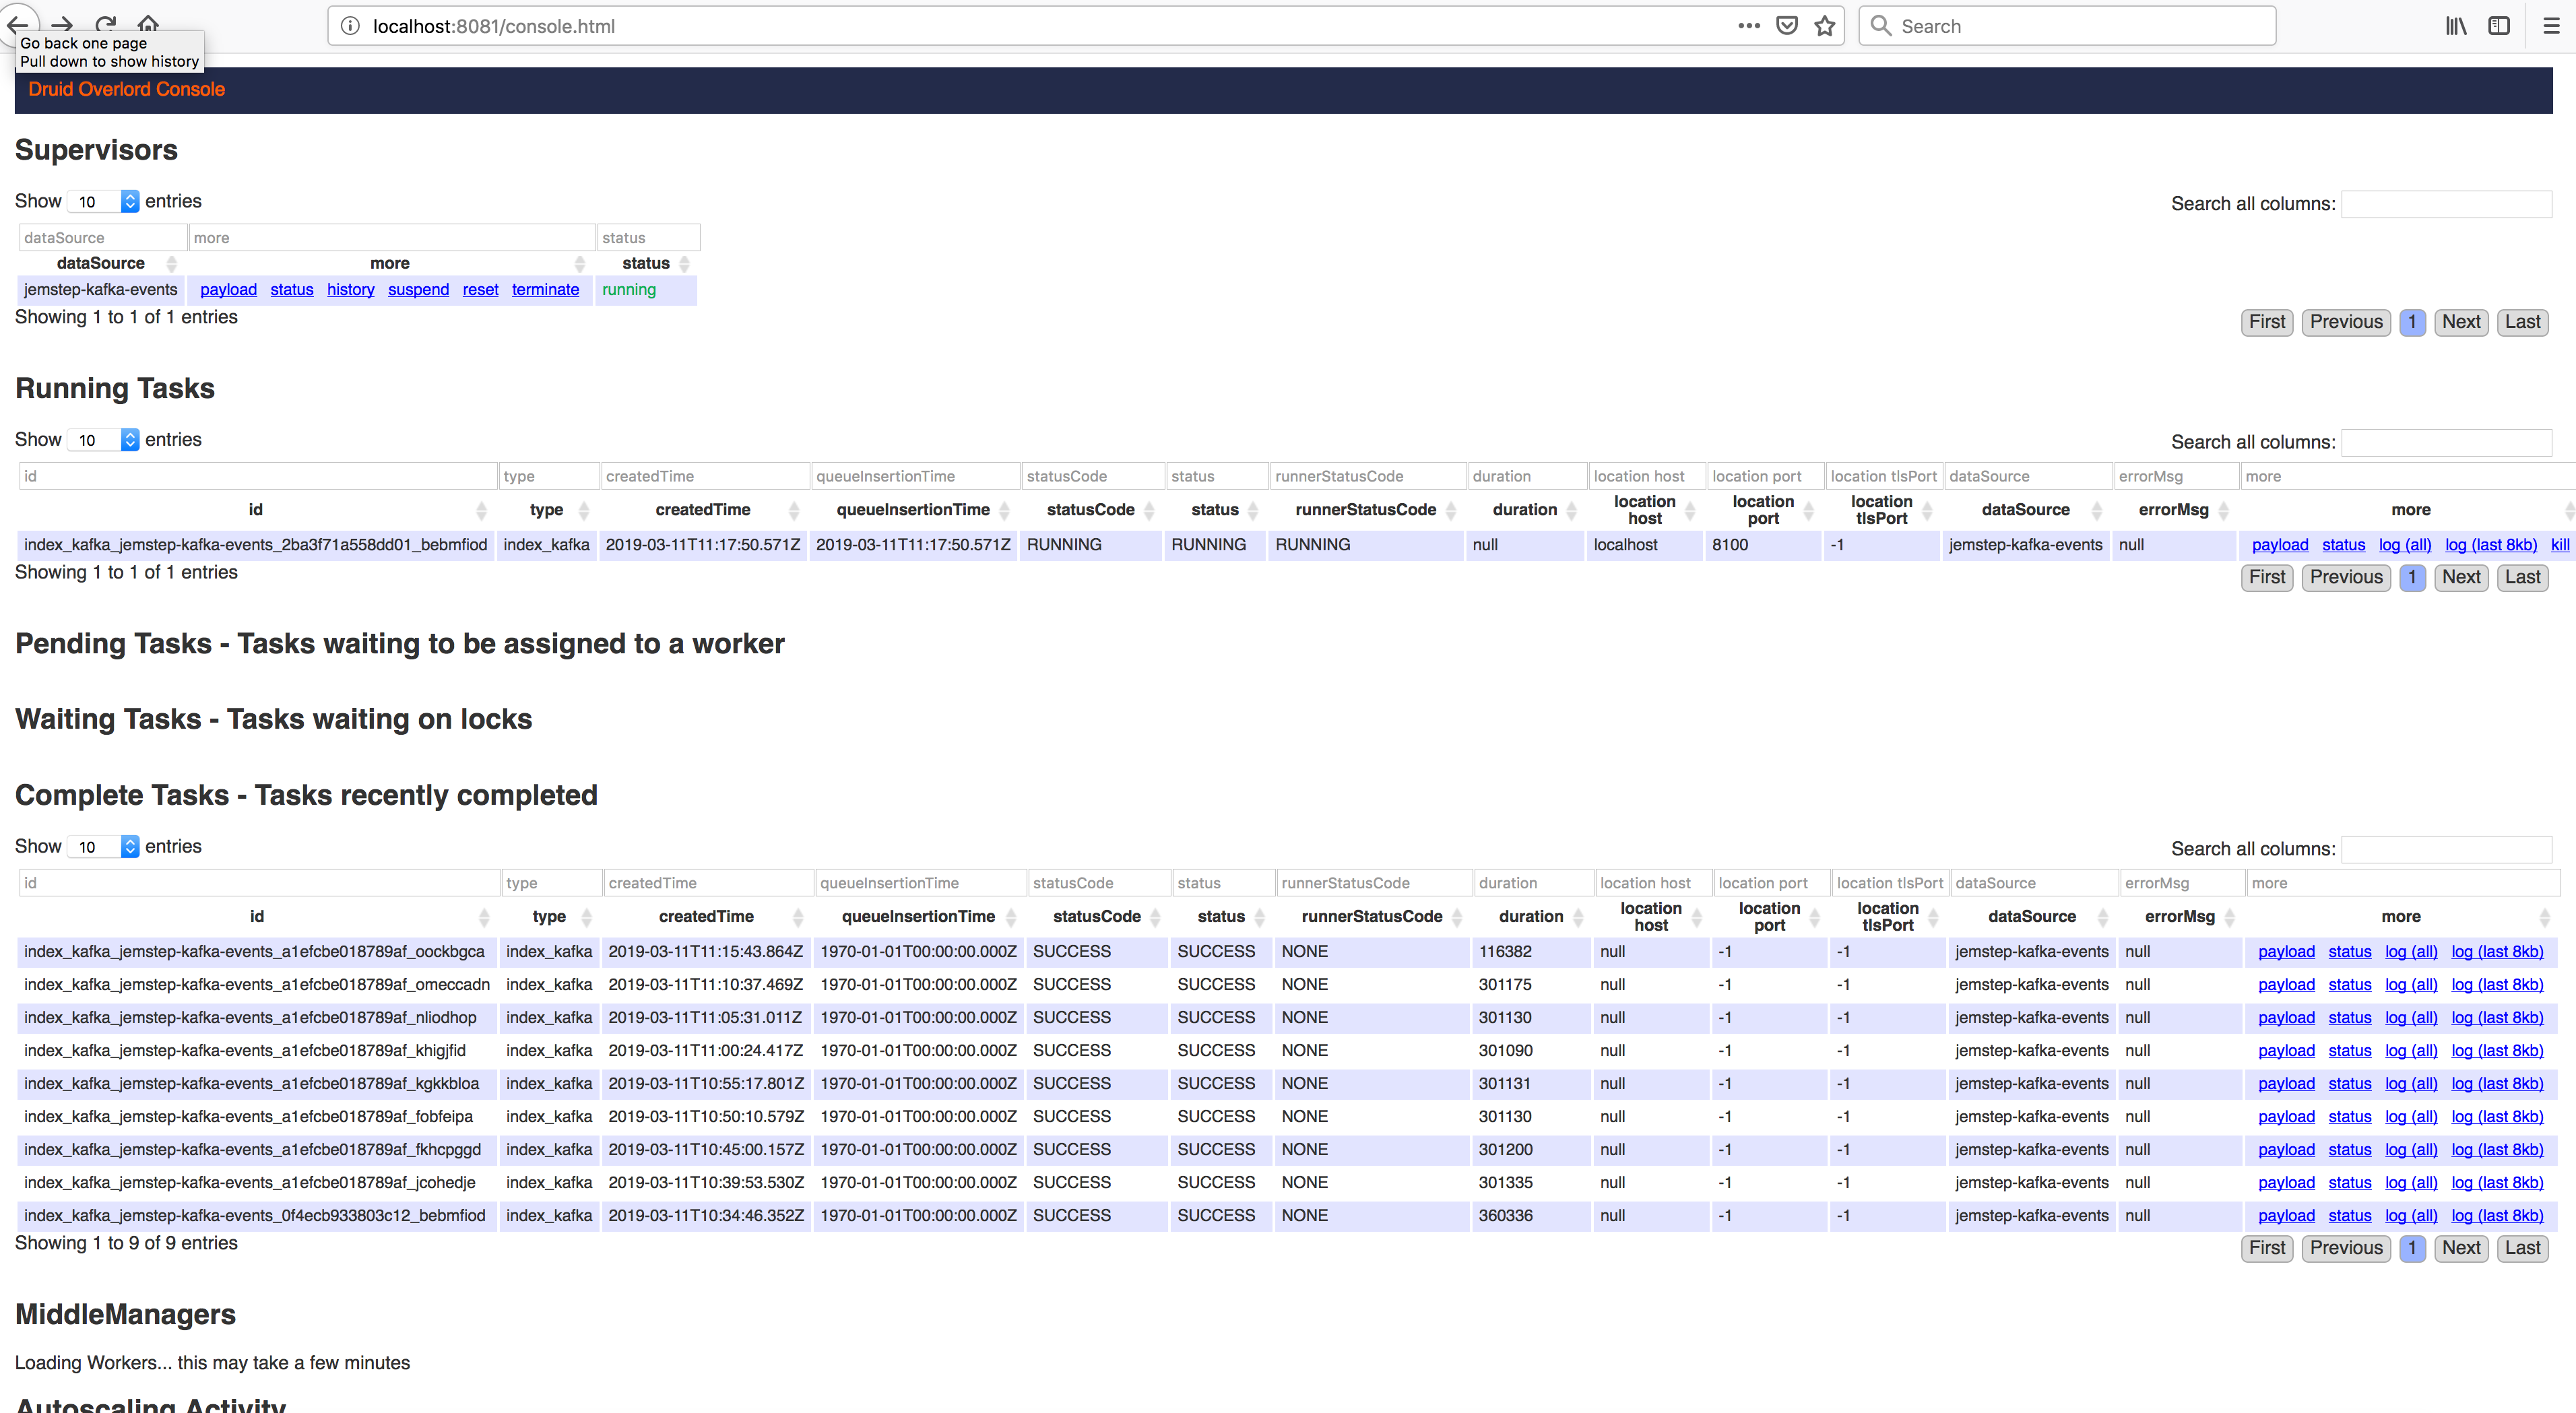 localhost:8081/console.html
Search
Go back one page
Pull down to show history
Druid Overlord Console
Supervisors
Show 10 entries Search all columns:
dataSource more status
dataSource more status
jemstep-kafka-events payload status history suspend reset terminate running
Showing 1 to 1 of 1 entries
First Previous 1 Next Last
Running Tasks
Show 10 entries Search all columns:
id type createdTime queueInsertionTime statusCode status runnerStatusCode duration location host location port location tlsPort dataSource errorMsg more
id type createdTime queueInsertionTime statusCode status runnerStatusCode duration location host location port location tlsPort dataSource errorMsg more
index_kafka_jemstep-kafka-events_2ba3f71a558dd01_bebmfiod index_kafka 2019-03-11T11:17:50.571Z 2019-03-11T11:17:50.571Z RUNNING RUNNING RUNNING null localhost 8100 -1 jemstep-kafka-events null payload status log (all) log (last 8kb) kill
Showing 1 to 1 of 1 entries
First Previous 1 Next Last
Pending Tasks - Tasks waiting to be assigned to a worker
Waiting Tasks - Tasks waiting on locks
Complete Tasks - Tasks recently completed
Show 10 entries Search all columns:
id type createdTime queueInsertionTime statusCode status runnerStatusCode duration location host location port location tlsPort dataSource errorMsg more
id type createdTime queueInsertionTime statusCode status runnerStatusCode duration location host location port location tlsPort dataSource errorMsg more
index_kafka_jemstep-kafka-events_a1efcbe018789af_oockbgca index_kafka 2019-03-11T11:15:43.864Z 1970-01-01T00:00:00.000Z SUCCESS SUCCESS NONE 116382 null -1 -1 jemstep-kafka-events null payload status log (all) log (last 8kb)
index_kafka_jemstep-kafka-events_a1efcbe018789af_omeccadn index_kafka 2019-03-11T11:10:37.469Z 1970-01-01T00:00:00.000Z SUCCESS SUCCESS NONE 301175 null -1 -1 jemstep-kafka-events null payload status log (all) log (last 8kb)
index_kafka_jemstep-kafka-events_a1efcbe018789af_nliodhop index_kafka 2019-03-11T11:05:31.011Z 1970-01-01T00:00:00.000Z SUCCESS SUCCESS NONE 301130 null -1 -1 jemstep-kafka-events null payload status log (all) log (last 8kb)
index_kafka_jemstep-kafka-events_a1efcbe018789af_khigjfid index_kafka 2019-03-11T11:00:24.417Z 1970-01-01T00:00:00.000Z SUCCESS SUCCESS NONE 301090 null -1 -1 jemstep-kafka-events null payload status log (all) log (last 8kb)
index_kafka_jemstep-kafka-events_a1efcbe018789af_kgkkbloa index_kafka 2019-03-11T10:55:17.801Z 1970-01-01T00:00:00.000Z SUCCESS SUCCESS NONE 301131 null -1 -1 jemstep-kafka-events null payload status log (all) log (last 8kb)
index_kafka_jemstep-kafka-events_a1efcbe018789af_fobfeipa index_kafka 2019-03-11T10:50:10.579Z 1970-01-01T00:00:00.000Z SUCCESS SUCCESS NONE 301130 null -1 -1 jemstep-kafka-events null payload status log (all) log (last 8kb)
index_kafka_jemstep-kafka-events_a1efcbe018789af_fkhcpggd index_kafka 2019-03-11T10:45:00.157Z 1970-01-01T00:00:00.000Z SUCCESS SUCCESS NONE 301200 null -1 -1 jemstep-kafka-events null payload status log (all) log (last 8kb)
index_kafka_jemstep-kafka-events_a1efcbe018789af_jcohedje index_kafka 2019-03-11T10:39:53.530Z 1970-01-01T00:00:00.000Z SUCCESS SUCCESS NONE 301335 null -1 -1 jemstep-kafka-events null payload status log (all) log (last 8kb)
index_kafka_jemstep-kafka-events_0f4ecb933803c12_bebmfiod index_kafka 2019-03-11T10:34:46.352Z 1970-01-01T00:00:00.000Z SUCCESS SUCCESS NONE 360336 null -1 -1 jemstep-kafka-events null payload status log (all) log (last 8kb)
Showing 1 to 9 of 9 entries
First Previous 1 Next Last
MiddleManagers
Loading Workers... this may take a few minutes
Autoscaling Activity